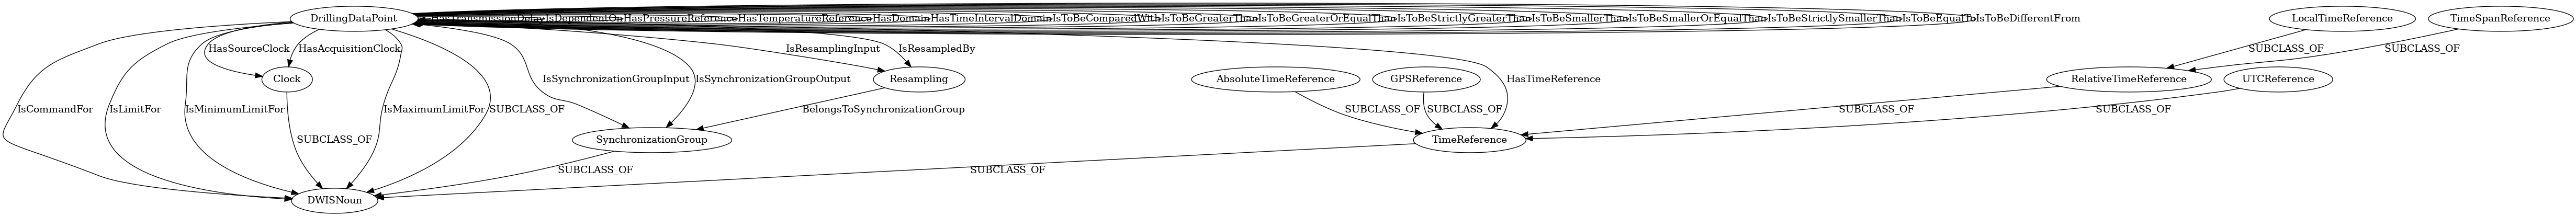 DrillingDataPoint
HasTransmissionDelay
IsDependentOn
HasPressureReference
HasTemperatureReference
HasDomain
HasTimeIntervalDomain
IsToBeComparedWith
IsToBeGreaterThan
IsToBeGreaterOrEqualThan
IsToBeStrictlyGreaterThan
IsToBeSmallerThan
IsToBeSmallerOrEqualThan
IsToBeStrictlySmallerThan
IsToBeEqualTo
IsToBeDifferentFrom
LocalTimeReference
TimeSpanReference
HasSourceClock
HasAcquisitionClock
IsResamplingInput
IsResampledBy
SUBCLASS_OF
SUBCLASS_OF
Clock
IsSynchronizationGroupInput
IsSynchronizationGroupOutput
Resampling
AbsoluteTimeReference
GPSReference
HasTimeReference
RelativeTimeReference
UTCReference
IsCommandFor
IsLimitFor
IsMinimumLimitFor
IsMaximumLimitFor
SUBCLASS_OF
BelongsToSynchronizationGroup
SUBCLASS_OF
SUBCLASS_OF
SUBCLASS_OF
SUBCLASS_OF
SUBCLASS_OF
SynchronizationGroup
TimeReference
SUBCLASS_OF
SUBCLASS_OF
DWISNoun